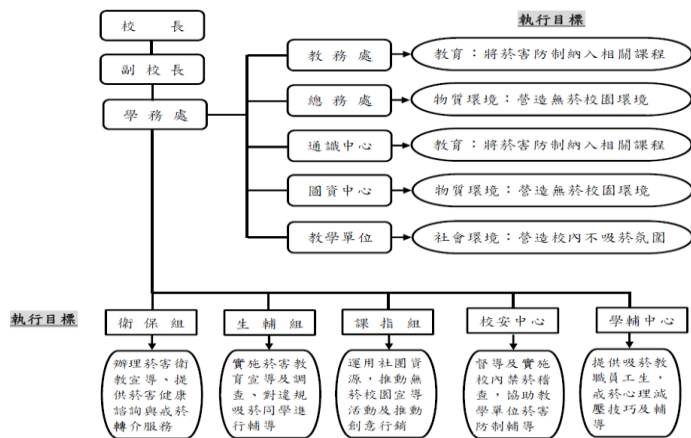 執行目標
校長
副校長
學務處
教務處
教育：將菸害防制納入相關課程
總務處
物質環境：營造無菸校園環境
通識中心
教育：將菸害防制納入相關課程
圖資中心
物質環境：營造無菸校園環境
教學單位
社會環境：營造校內不吸菸氛圍
執行目標
衛保組
生輔組
課指組
校安中心
學輔中心
辦理菸害衛
教宣導、提
供菸害健康
諮詢與戒菸
轉介服務
實施菸害教
育宣導及調
查、對違規
吸菸同學進
行輔導
運用社團資
源，推動無
菸校園宣導
活動及推動
創意行銷
督導及實施
校內禁菸稽
查，協助教
學單位菸害
防制輔導
提供吸菸教
職員工生，
戒菸心理減
壓技巧及輔
導